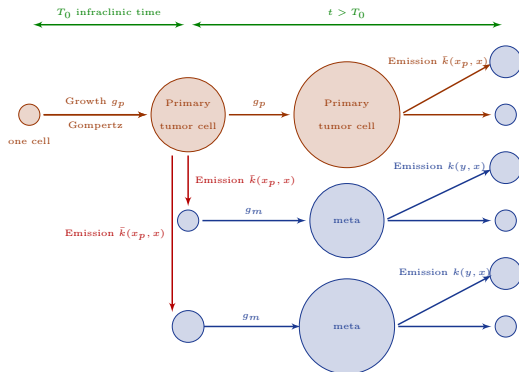 T₀ infraclinic time
t > T₀
Emission k̄(xₚ, x)
Growth gₚ
Gompertz
one cell
Primary
tumor cell
gₚ
Primary
tumor cell
Emission k̄(xₚ, x)
Emission k(y, x)
Emission k̄(xₚ, x)
gₘ
meta
Emission k(y, x)
gₘ
meta